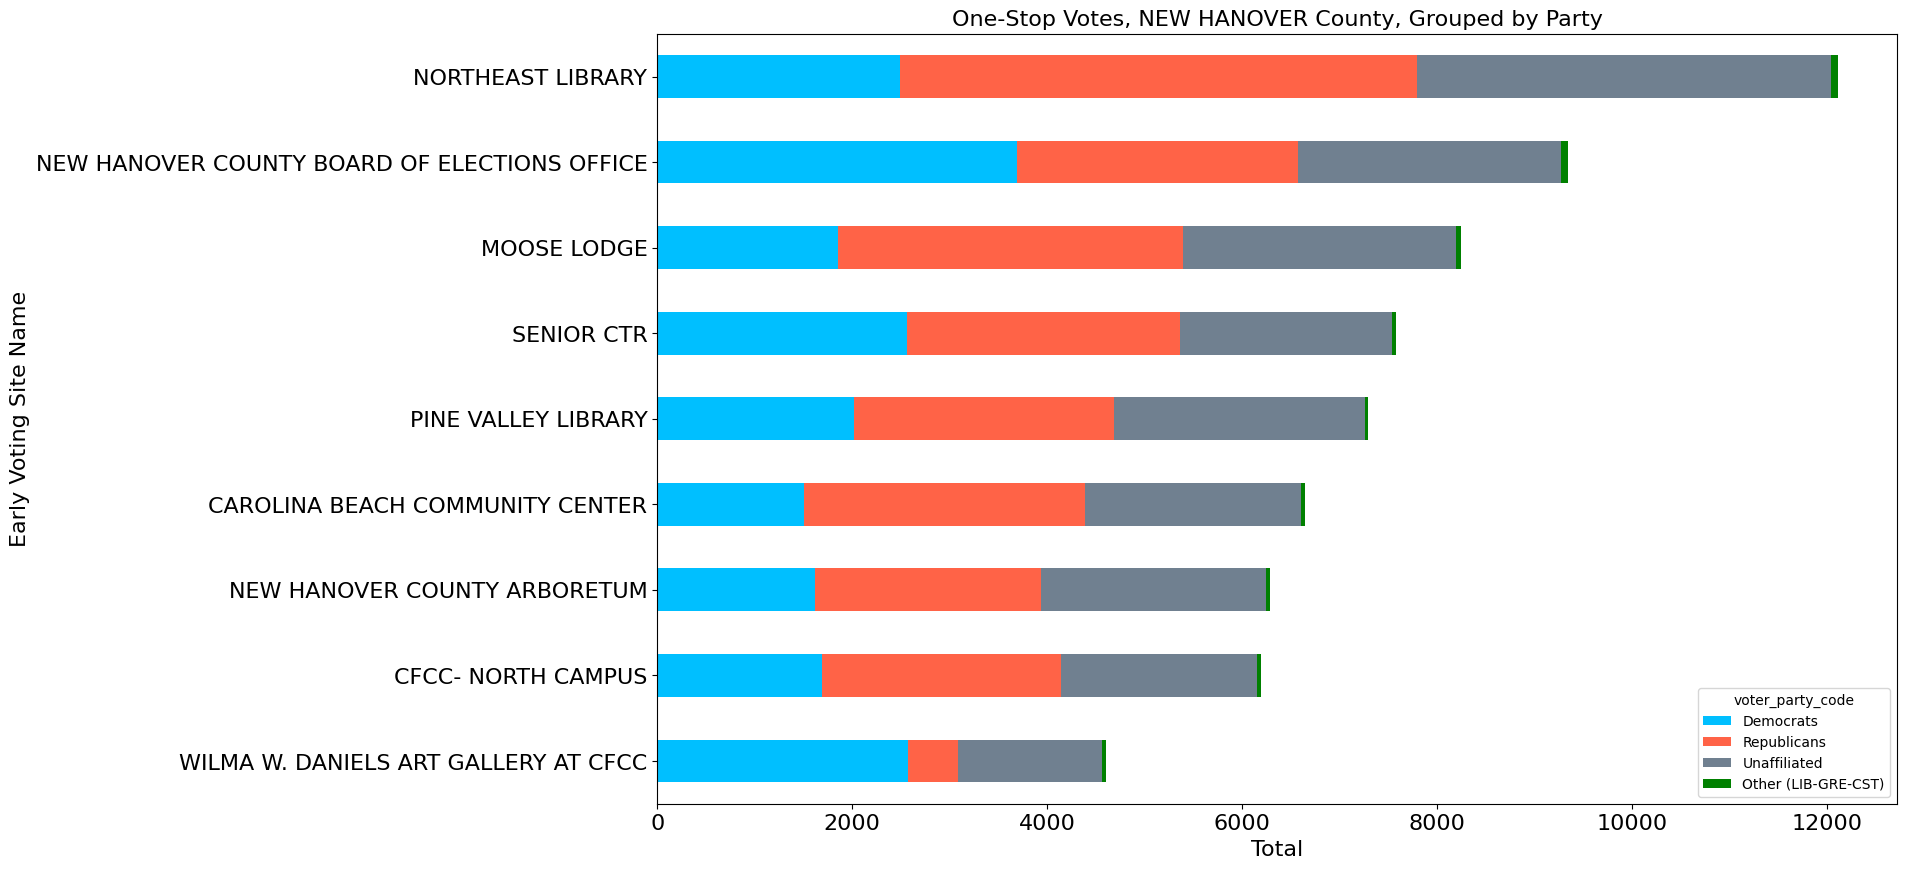 One-Stop Votes, NEW HANOVER County, Grouped by Party
Early Voting Site Name
NORTHEAST LIBRARY
NEW HANOVER COUNTY BOARD OF ELECTIONS OFFICE
MOOSE LODGE
SENIOR CTR
PINE VALLEY LIBRARY
CAROLINA BEACH COMMUNITY CENTER
NEW HANOVER COUNTY ARBORETUM
CFCC- NORTH CAMPUS
WILMA W. DANIELS ART GALLERY AT CFCC
voter_party_code
Democrats
Republicans
Unaffiliated
Other (LIB-GRE-CST)
0 2000 4000 6000 8000 10000 12000
Total